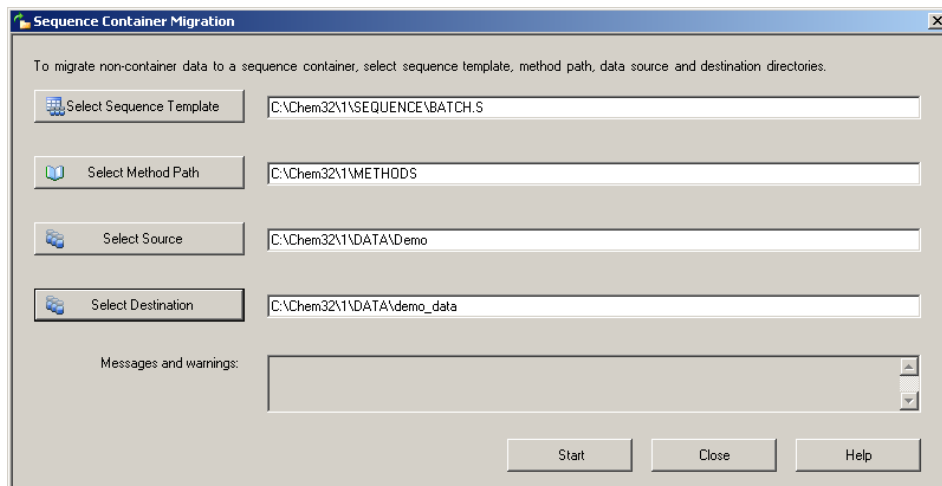 Sequence Container Migration
To migrate non-container data to a sequence container, select sequence template, method path, data source and destination directories.
Select Sequence Template C:\Chem32\1\SEQUENCE\BATCH.S
Select Method Path C:\Chem32\1\METHODS
Select Source C:\Chem32\1\DATA\Demo
Select Destination C:\Chem32\1\DATA\demo_data
Messages and warnings:
Start Close Help